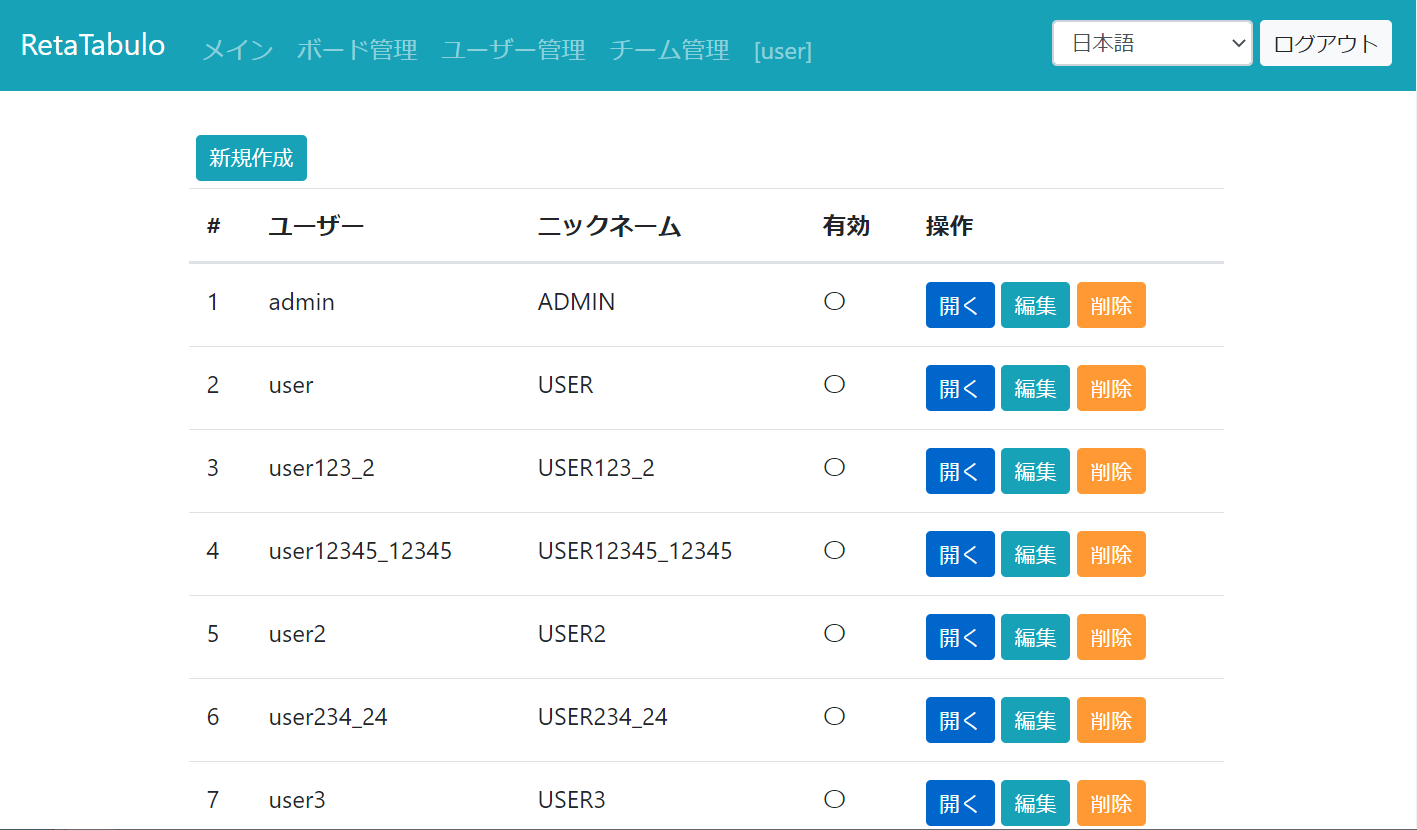 RetaTabulo メイン ボード管理 ユーザー管理 チーム管理 [user] 日本語 ログアウト
新規作成
# ユーザー ニックネーム 有効 操作
1 admin ADMIN 〇 開く 編集 削除
2 user USER 〇 開く 編集 削除
3 user123_2 USER123_2 〇 開く 編集 削除
4 user12345_12345 USER12345_12345 〇 開く 編集 削除
5 user2 USER2 〇 開く 編集 削除
6 user234_24 USER234_24 〇 開く 編集 削除
7 user3 USER3 〇 開く 編集 削除